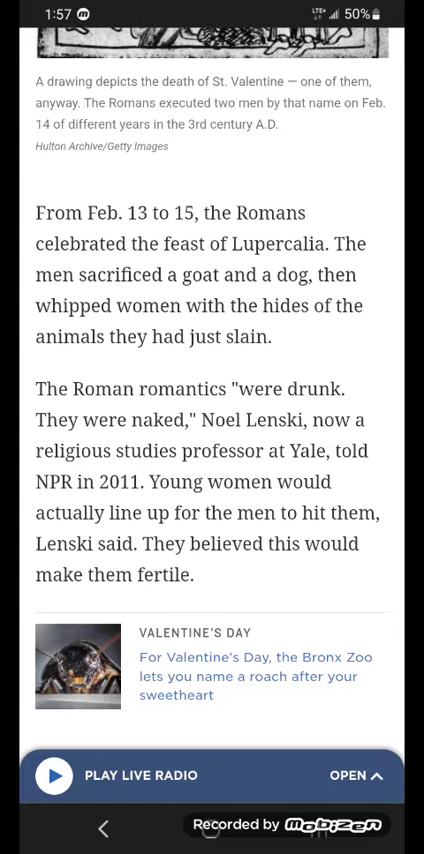 1:57
LTE+
50%
A drawing depicts the death of St. Valentine — one of them,
anyway. The Romans executed two men by that name on Feb.
14 of different years in the 3rd century A.D.
Hulton Archive/Getty Images
From Feb. 13 to 15, the Romans
celebrated the feast of Lupercalia. The
men sacrificed a goat and a dog, then
whipped women with the hides of the
animals they had just slain.
The Roman romantics "were drunk.
They were naked," Noel Lenski, now a
religious studies professor at Yale, told
NPR in 2011. Young women would
actually line up for the men to hit them,
Lenski said. They believed this would
make them fertile.
VALENTINE'S DAY
For Valentine's Day, the Bronx Zoo
lets you name a roach after your
sweetheart
PLAY LIVE RADIO
OPEN
Recorded by mobizen